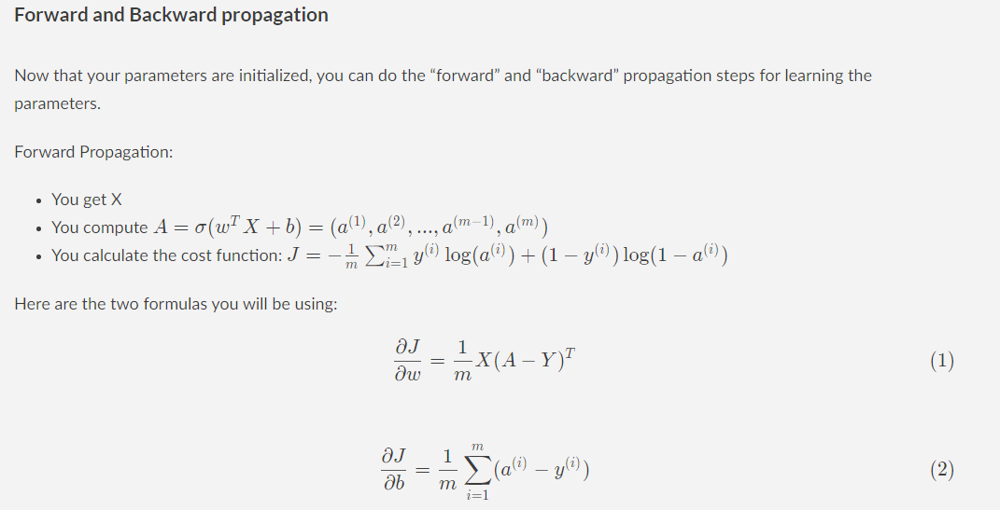 Forward and Backward propagation
Now that your parameters are initialized, you can do the “forward” and “backward” propagation steps for learning the
parameters.
Forward Propagation:
• You get X
• You compute $A = \sigma(w^T X + b) = (a^{(1)}, a^{(2)}, ..., a^{(m-1)}, a^{(m)})$
• You calculate the cost function: $J = -\frac{1}{m} \sum_{i=1}^{m} y^{(i)} \log(a^{(i)}) + (1 - y^{(i)}) \log(1 - a^{(i)})$
Here are the two formulas you will be using:
$\frac{\partial J}{\partial w} = \frac{1}{m} X(A - Y)^T$ (1)
$\frac{\partial J}{\partial b} = \frac{1}{m} \sum_{i=1}^{m} (a^{(i)} - y^{(i)})$ (2)